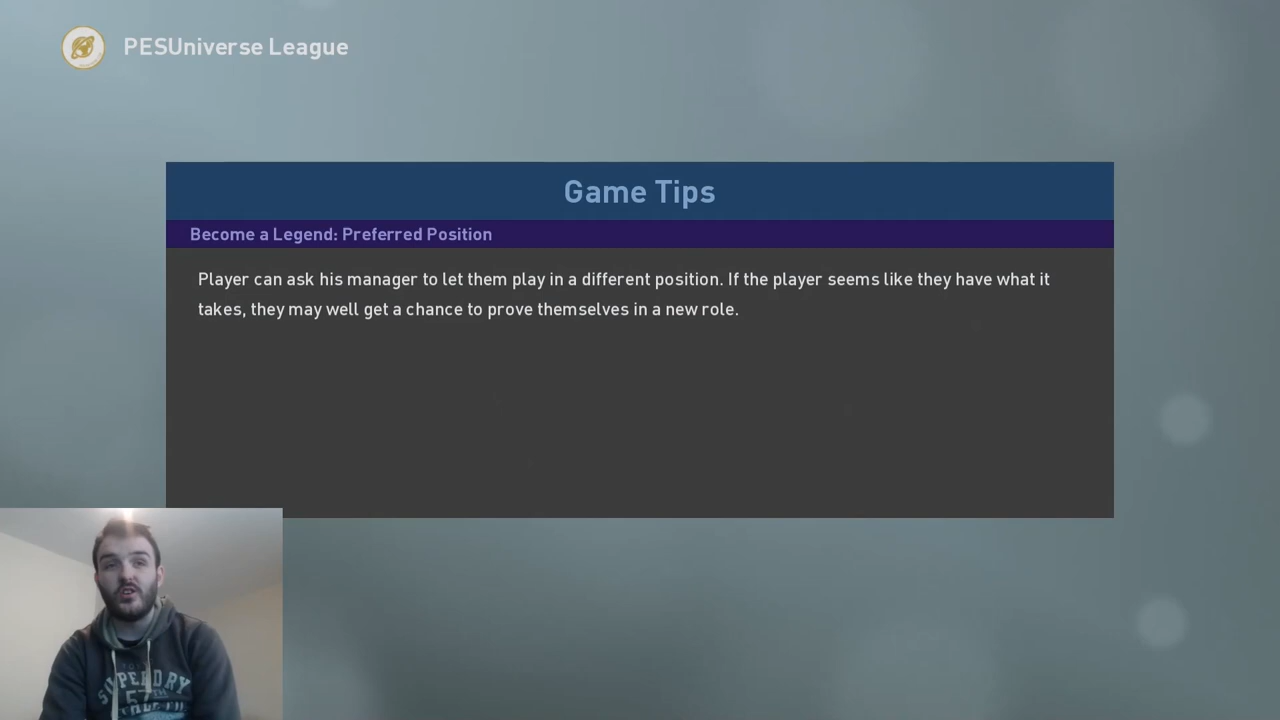 PESUniverse League
Game Tips
Become a Legend: Preferred Position
Player can ask his manager to let them play in a different position. If the player seems like they have what it
takes, they may well get a chance to prove themselves in a new role.
SUPERDRY
57TH